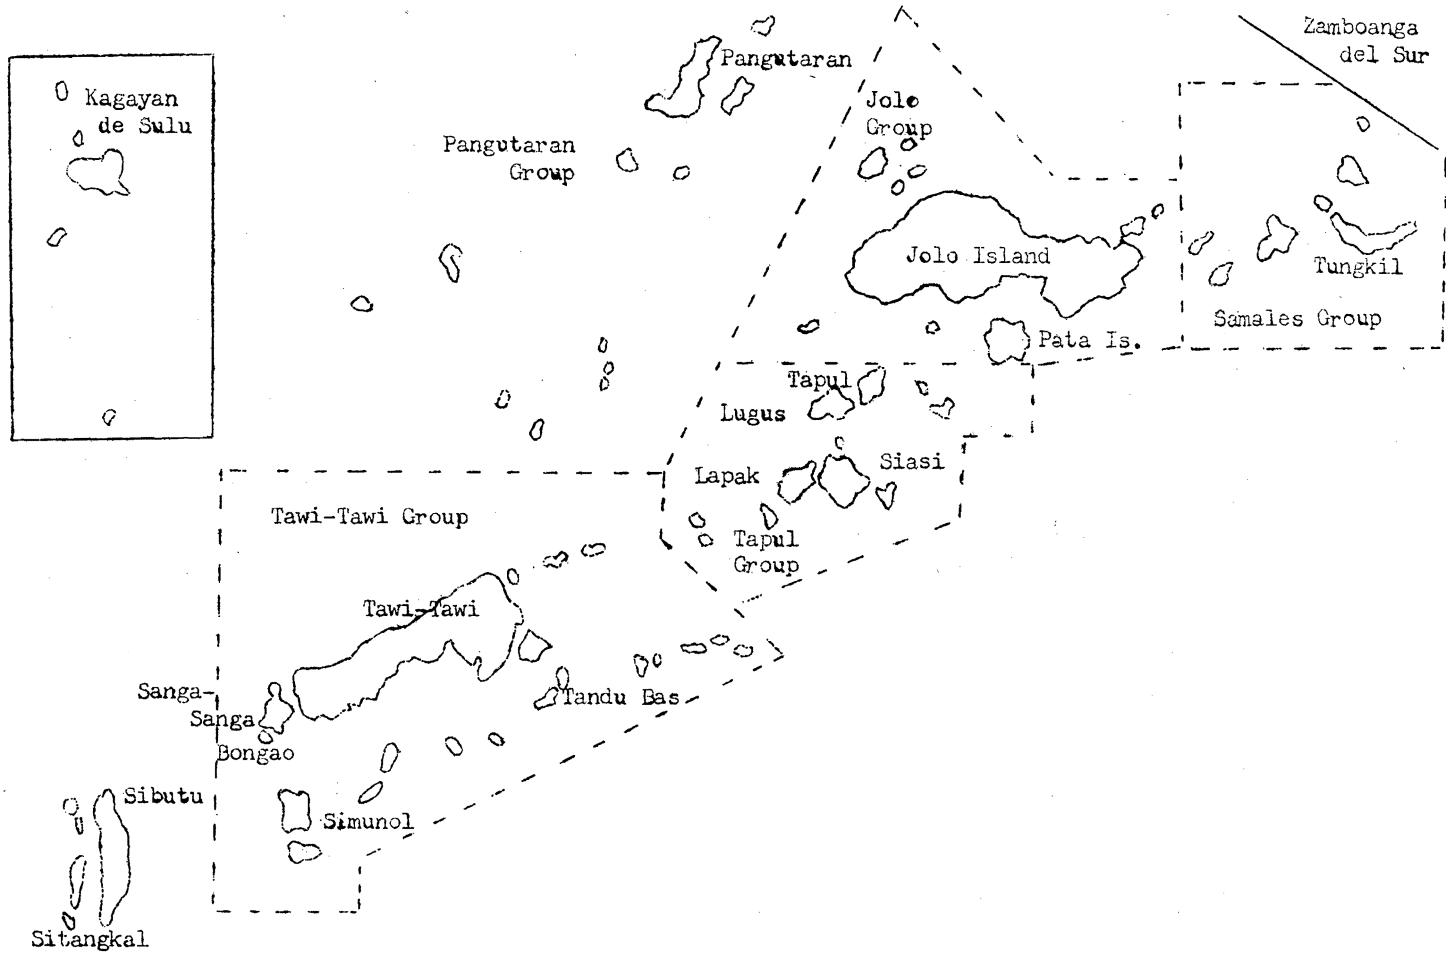 Zamboanga
del Sur
Pangutaran
Kagayan
de Sulu
Jolo
Group
Pangutaran
Group
Jolo Island
Tungkil
Samales Group
Pata Is.
Tapul
Lugus
Siasi
Lapak
Tawi-Tawi Group
Tapul
Group
Tawi-Tawi
Sanga-
Sanga
Tandu Bas
Bongao
Sibutu
Simunol
Sitangkal